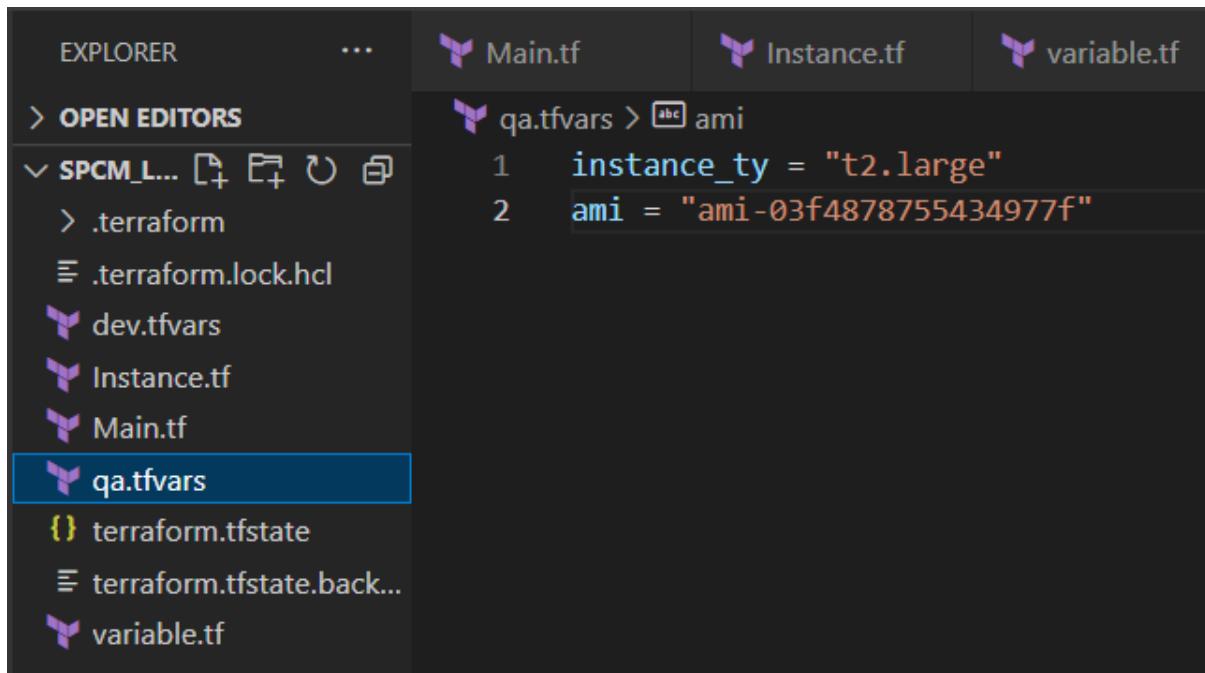 EXPLORER ...
OPEN EDITORS
SPCM_L...
.terraform
.terraform.lock.hcl
dev.tfvars
Instance.tf
Main.tf
qa.tfvars
{} terraform.tfstate
terraform.tfstate.back...
variable.tf
Main.tf Instance.tf variable.tf
qa.tfvars > abc ami
1 instance_ty = "t2.large"
2 ami = "ami-03f4878755434977f"